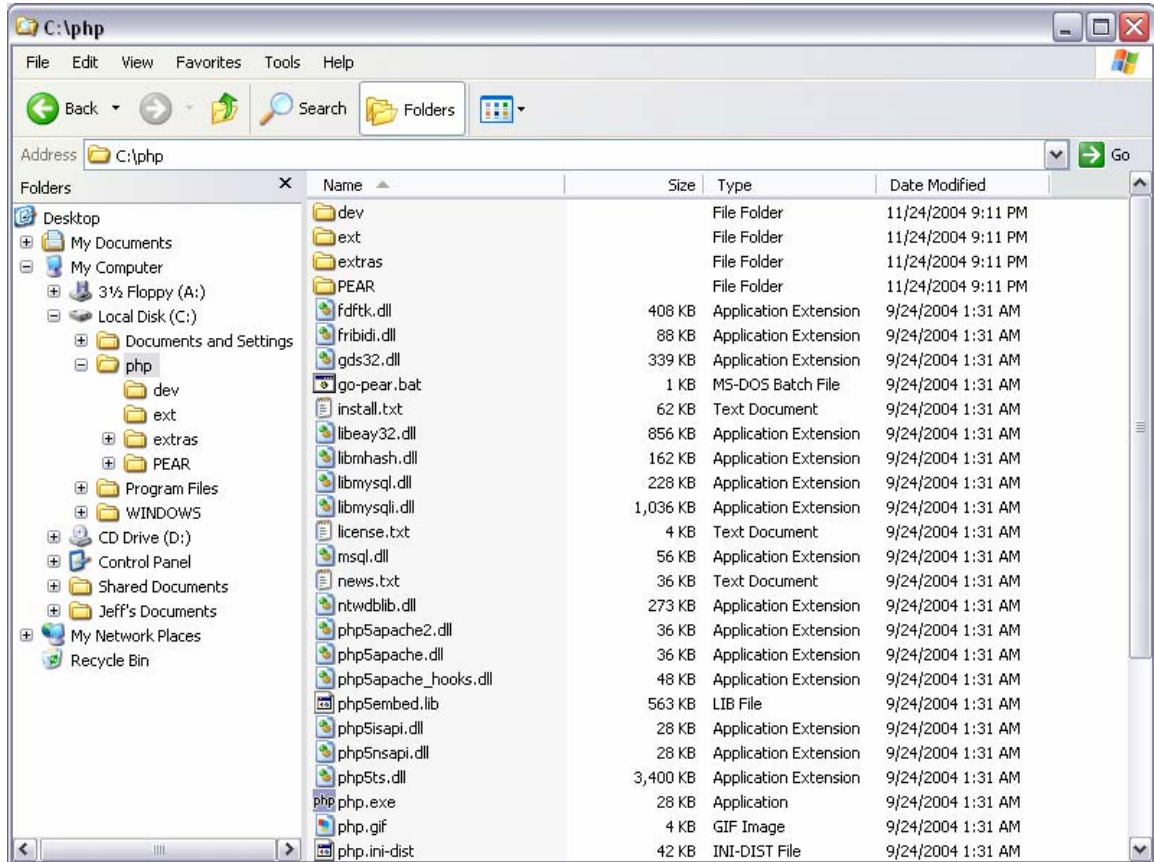 C:\php
File Edit View Favorites Tools Help
Back Search Folders
Address C:\php Go
Folders
Desktop
My Documents
My Computer
3½ Floppy (A:)
Local Disk (C:)
Documents and Settings
php
dev
ext
extras
PEAR
Program Files
WINDOWS
CD Drive (D:)
Control Panel
Shared Documents
Jeff's Documents
My Network Places
Recycle Bin
Name Size Type Date Modified
dev File Folder 11/24/2004 9:11 PM
ext File Folder 11/24/2004 9:11 PM
extras File Folder 11/24/2004 9:11 PM
PEAR File Folder 11/24/2004 9:11 PM
fdftk.dll 408 KB Application Extension 9/24/2004 1:31 AM
fribidi.dll 88 KB Application Extension 9/24/2004 1:31 AM
gds32.dll 339 KB Application Extension 9/24/2004 1:31 AM
go-pear.bat 1 KB MS-DOS Batch File 9/24/2004 1:31 AM
install.txt 62 KB Text Document 9/24/2004 1:31 AM
libeay32.dll 856 KB Application Extension 9/24/2004 1:31 AM
libmhash.dll 162 KB Application Extension 9/24/2004 1:31 AM
libmysql.dll 228 KB Application Extension 9/24/2004 1:31 AM
libmysqli.dll 1,036 KB Application Extension 9/24/2004 1:31 AM
license.txt 4 KB Text Document 9/24/2004 1:31 AM
msql.dll 56 KB Application Extension 9/24/2004 1:31 AM
news.txt 36 KB Text Document 9/24/2004 1:31 AM
ntwdblib.dll 273 KB Application Extension 9/24/2004 1:31 AM
php5apache2.dll 36 KB Application Extension 9/24/2004 1:31 AM
php5apache.dll 36 KB Application Extension 9/24/2004 1:31 AM
php5apache_hooks.dll 48 KB Application Extension 9/24/2004 1:31 AM
php5embed.lib 563 KB LIB File 9/24/2004 1:31 AM
php5isapi.dll 28 KB Application Extension 9/24/2004 1:31 AM
php5nsapi.dll 28 KB Application Extension 9/24/2004 1:31 AM
php5ts.dll 3,400 KB Application Extension 9/24/2004 1:31 AM
php php.exe 28 KB Application 9/24/2004 1:31 AM
php.gif 4 KB GIF Image 9/24/2004 1:31 AM
php.ini-dist 42 KB INI-DIST File 9/24/2004 1:31 AM